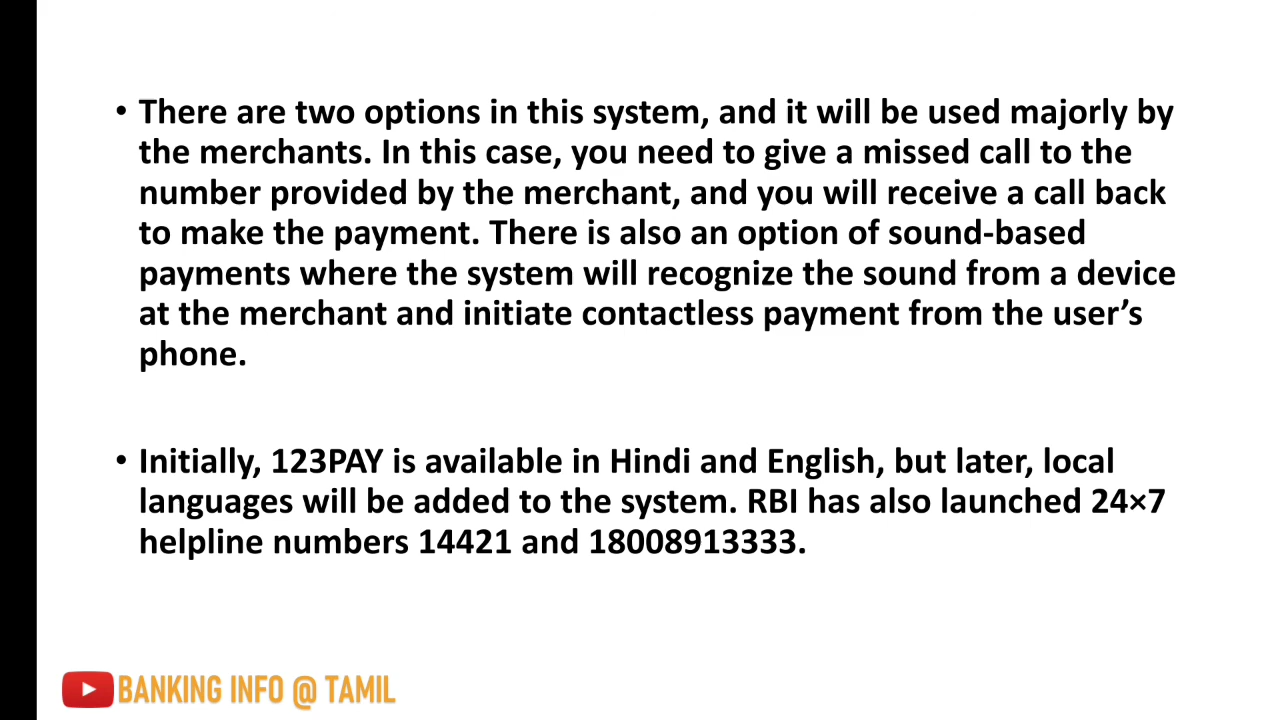 • There are two options in this system, and it will be used majorly by
the merchants. In this case, you need to give a missed call to the
number provided by the merchant, and you will receive a call back
to make the payment. There is also an option of sound-based
payments where the system will recognize the sound from a device
at the merchant and initiate contactless payment from the user’s
phone.
• Initially, 123PAY is available in Hindi and English, but later, local
languages will be added to the system. RBI has also launched 24×7
helpline numbers 14421 and 18008913333.
BANKING INFO @ TAMIL